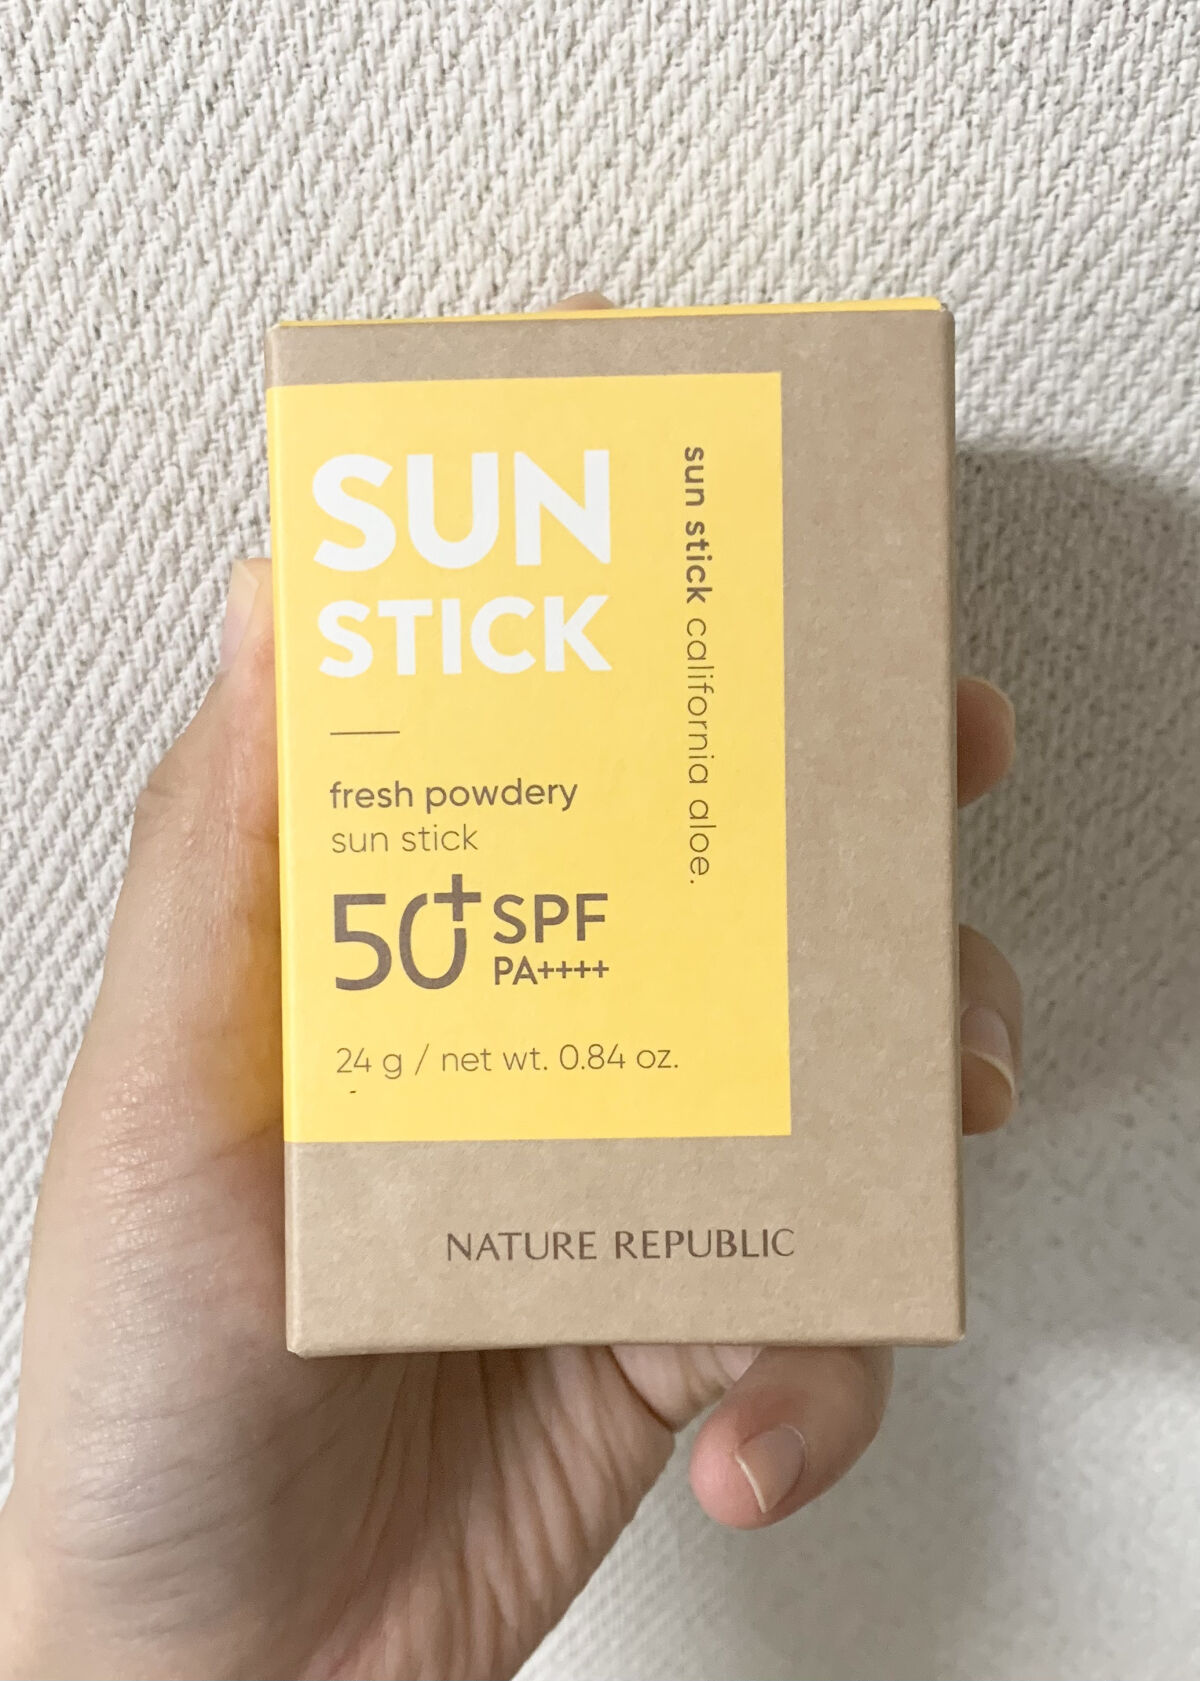 SUN
STICK
fresh powdery
sun stick
50+ SPF
PA++++
24 g / net wt. 0.84 oz.
sun stick california aloe.
NATURE REPUBLIC